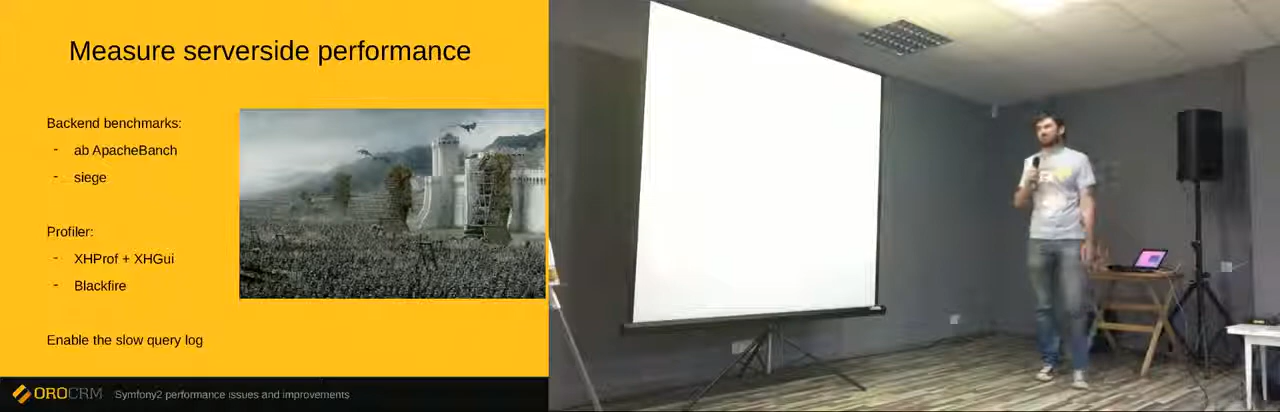 Measure serverside performance
Backend benchmarks:
- ab ApacheBanch
- siege
Profiler:
- XHProf + XHGui
- Blackfire
Enable the slow query log
OROCRM Symfony2 performance issues and improvements